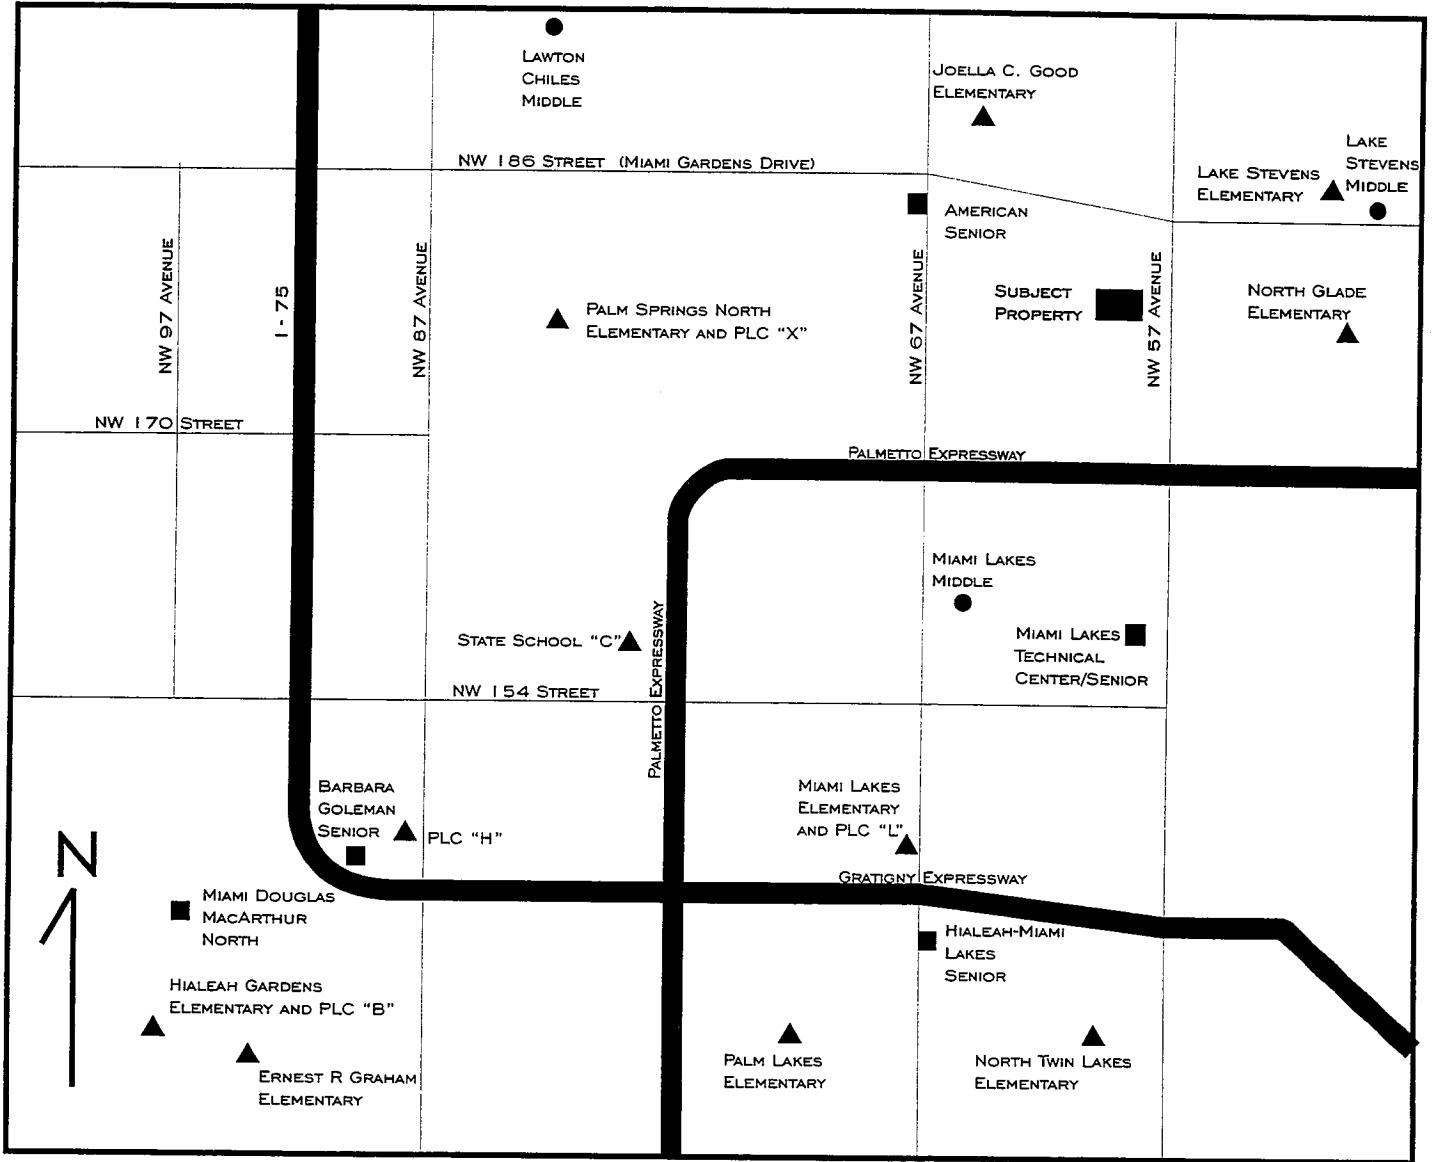 LAWTON
CHILES
MIDDLE
JOELLA C. GOOD
ELEMENTARY
LAKE
STEVENS
MIDDLE
LAKE STEVENS
ELEMENTARY
NW 186 STREET (MIAMI GARDENS DRIVE)
AMERICAN
SENIOR
NW 97 AVENUE
I-75
NW 87 AVENUE
NW 67 AVENUE
NW 57 AVENUE
SUBJECT
PROPERTY
NORTH GLADE
ELEMENTARY
PALM SPRINGS NORTH
ELEMENTARY AND PLC "X"
NW 170 STREET
PALMETTO EXPRESSWAY
MIAMI LAKES
MIDDLE
STATE SCHOOL "C"
PALMETTO EXPRESSWAY
MIAMI LAKES
TECHNICAL
CENTER/SENIOR
NW 154 STREET
BARBARA
GOLEMAN
SENIOR
PLC "H"
MIAMI LAKES
ELEMENTARY
AND PLC "L"
N
GRATIGNY EXPRESSWAY
MIAMI DOUGLAS
MACARTHUR
NORTH
HIALEAH-MIAMI
LAKES
SENIOR
HIALEAH GARDENS
ELEMENTARY AND PLC "B"
ERNEST R GRAHAM
ELEMENTARY
PALM LAKES
ELEMENTARY
NORTH TWIN LAKES
ELEMENTARY